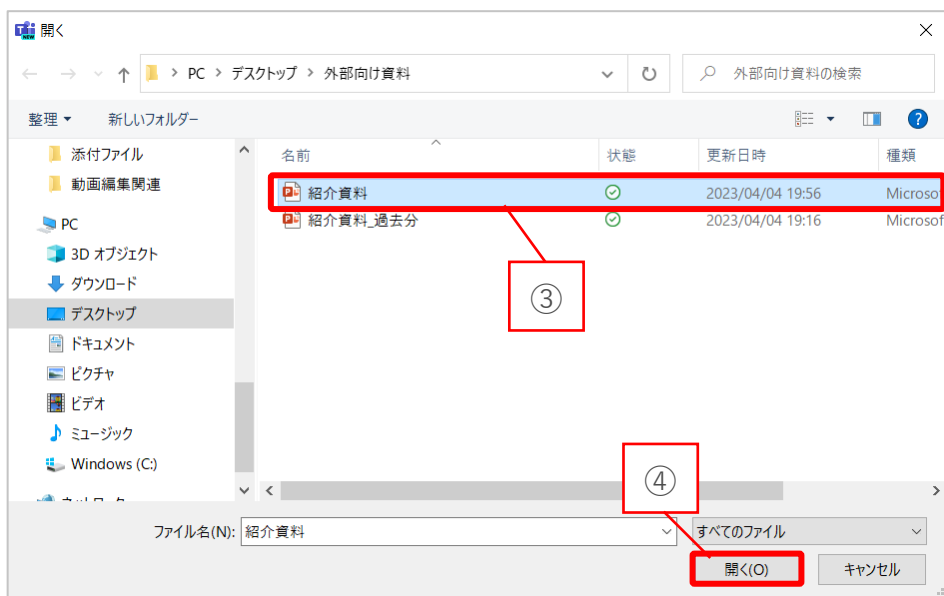 開く
PC > デスクトップ > 外部向け資料
外部向け資料の検索
整理
新しいフォルダー
添付ファイル
動画編集関連
PC
3D オブジェクト
ダウンロード
デスクトップ
ドキュメント
ピクチャ
ビデオ
ミュージック
Windows (C:)
名前 状態 更新日時 種類
紹介資料 2023/04/04 19:56
紹介資料_過去分 2023/04/04 19:16
③
④
ファイル名(N): 紹介資料
すべてのファイル
開く(O)
キャンセル